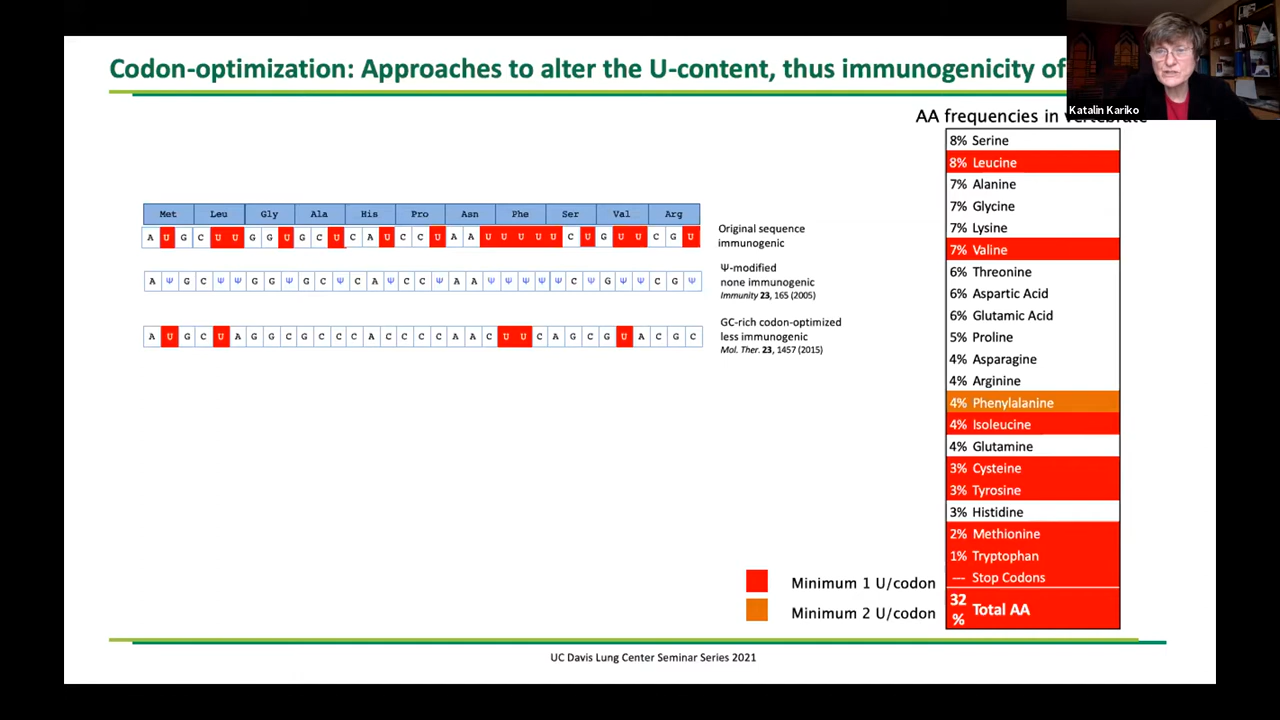 Codon-optimization: Approaches to alter the U-content, thus immunogenicity of
Katalin Kariko
AA frequencies in vertebrate
Met Leu Gly Ala His Pro Asn Phe Ser Val Arg
A U G C U U G G U G C U C A U C C U A A U U U U U C U G U U C G U
Original sequence
immunogenic
A Ψ G C Ψ Ψ G G Ψ G C Ψ C A Ψ C C Ψ A A Ψ Ψ Ψ Ψ Ψ C Ψ G Ψ Ψ C G Ψ
Ψ-modified
none immunogenic
Immunity 23, 165 (2005)
A U G C U A G G C G C C C A C C C C A A C U U C A G C G U A C G C
GC-rich codon-optimized
less immunogenic
Mol. Ther. 23, 1457 (2015)
8% Serine
8% Leucine
7% Alanine
7% Glycine
7% Lysine
7% Valine
6% Threonine
6% Aspartic Acid
6% Glutamic Acid
5% Proline
4% Asparagine
4% Arginine
4% Phenylalanine
4% Isoleucine
4% Glutamine
3% Cysteine
3% Tyrosine
3% Histidine
2% Methionine
1% Tryptophan
--- Stop Codons
32 % Total AA
Minimum 1 U/codon
Minimum 2 U/codon
UC Davis Lung Center Seminar Series 2021